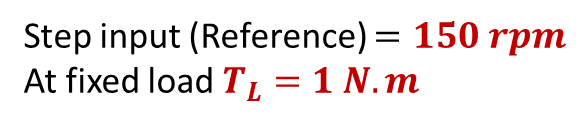 Step input (Reference) = 150 rpm
At fixed load T_L = 1 N.m